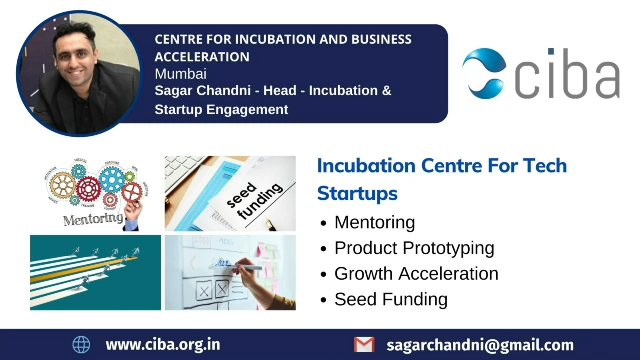 CENTRE FOR INCUBATION AND BUSINESS
ACCELERATION
Mumbai
Sagar Chandni - Head - Incubation &
Startup Engagement
ciba
Mentoring
seed
funding
Incubation Centre For Tech
Startups
• Mentoring
• Product Prototyping
• Growth Acceleration
• Seed Funding
www.ciba.org.in
sagarchandni@gmail.com